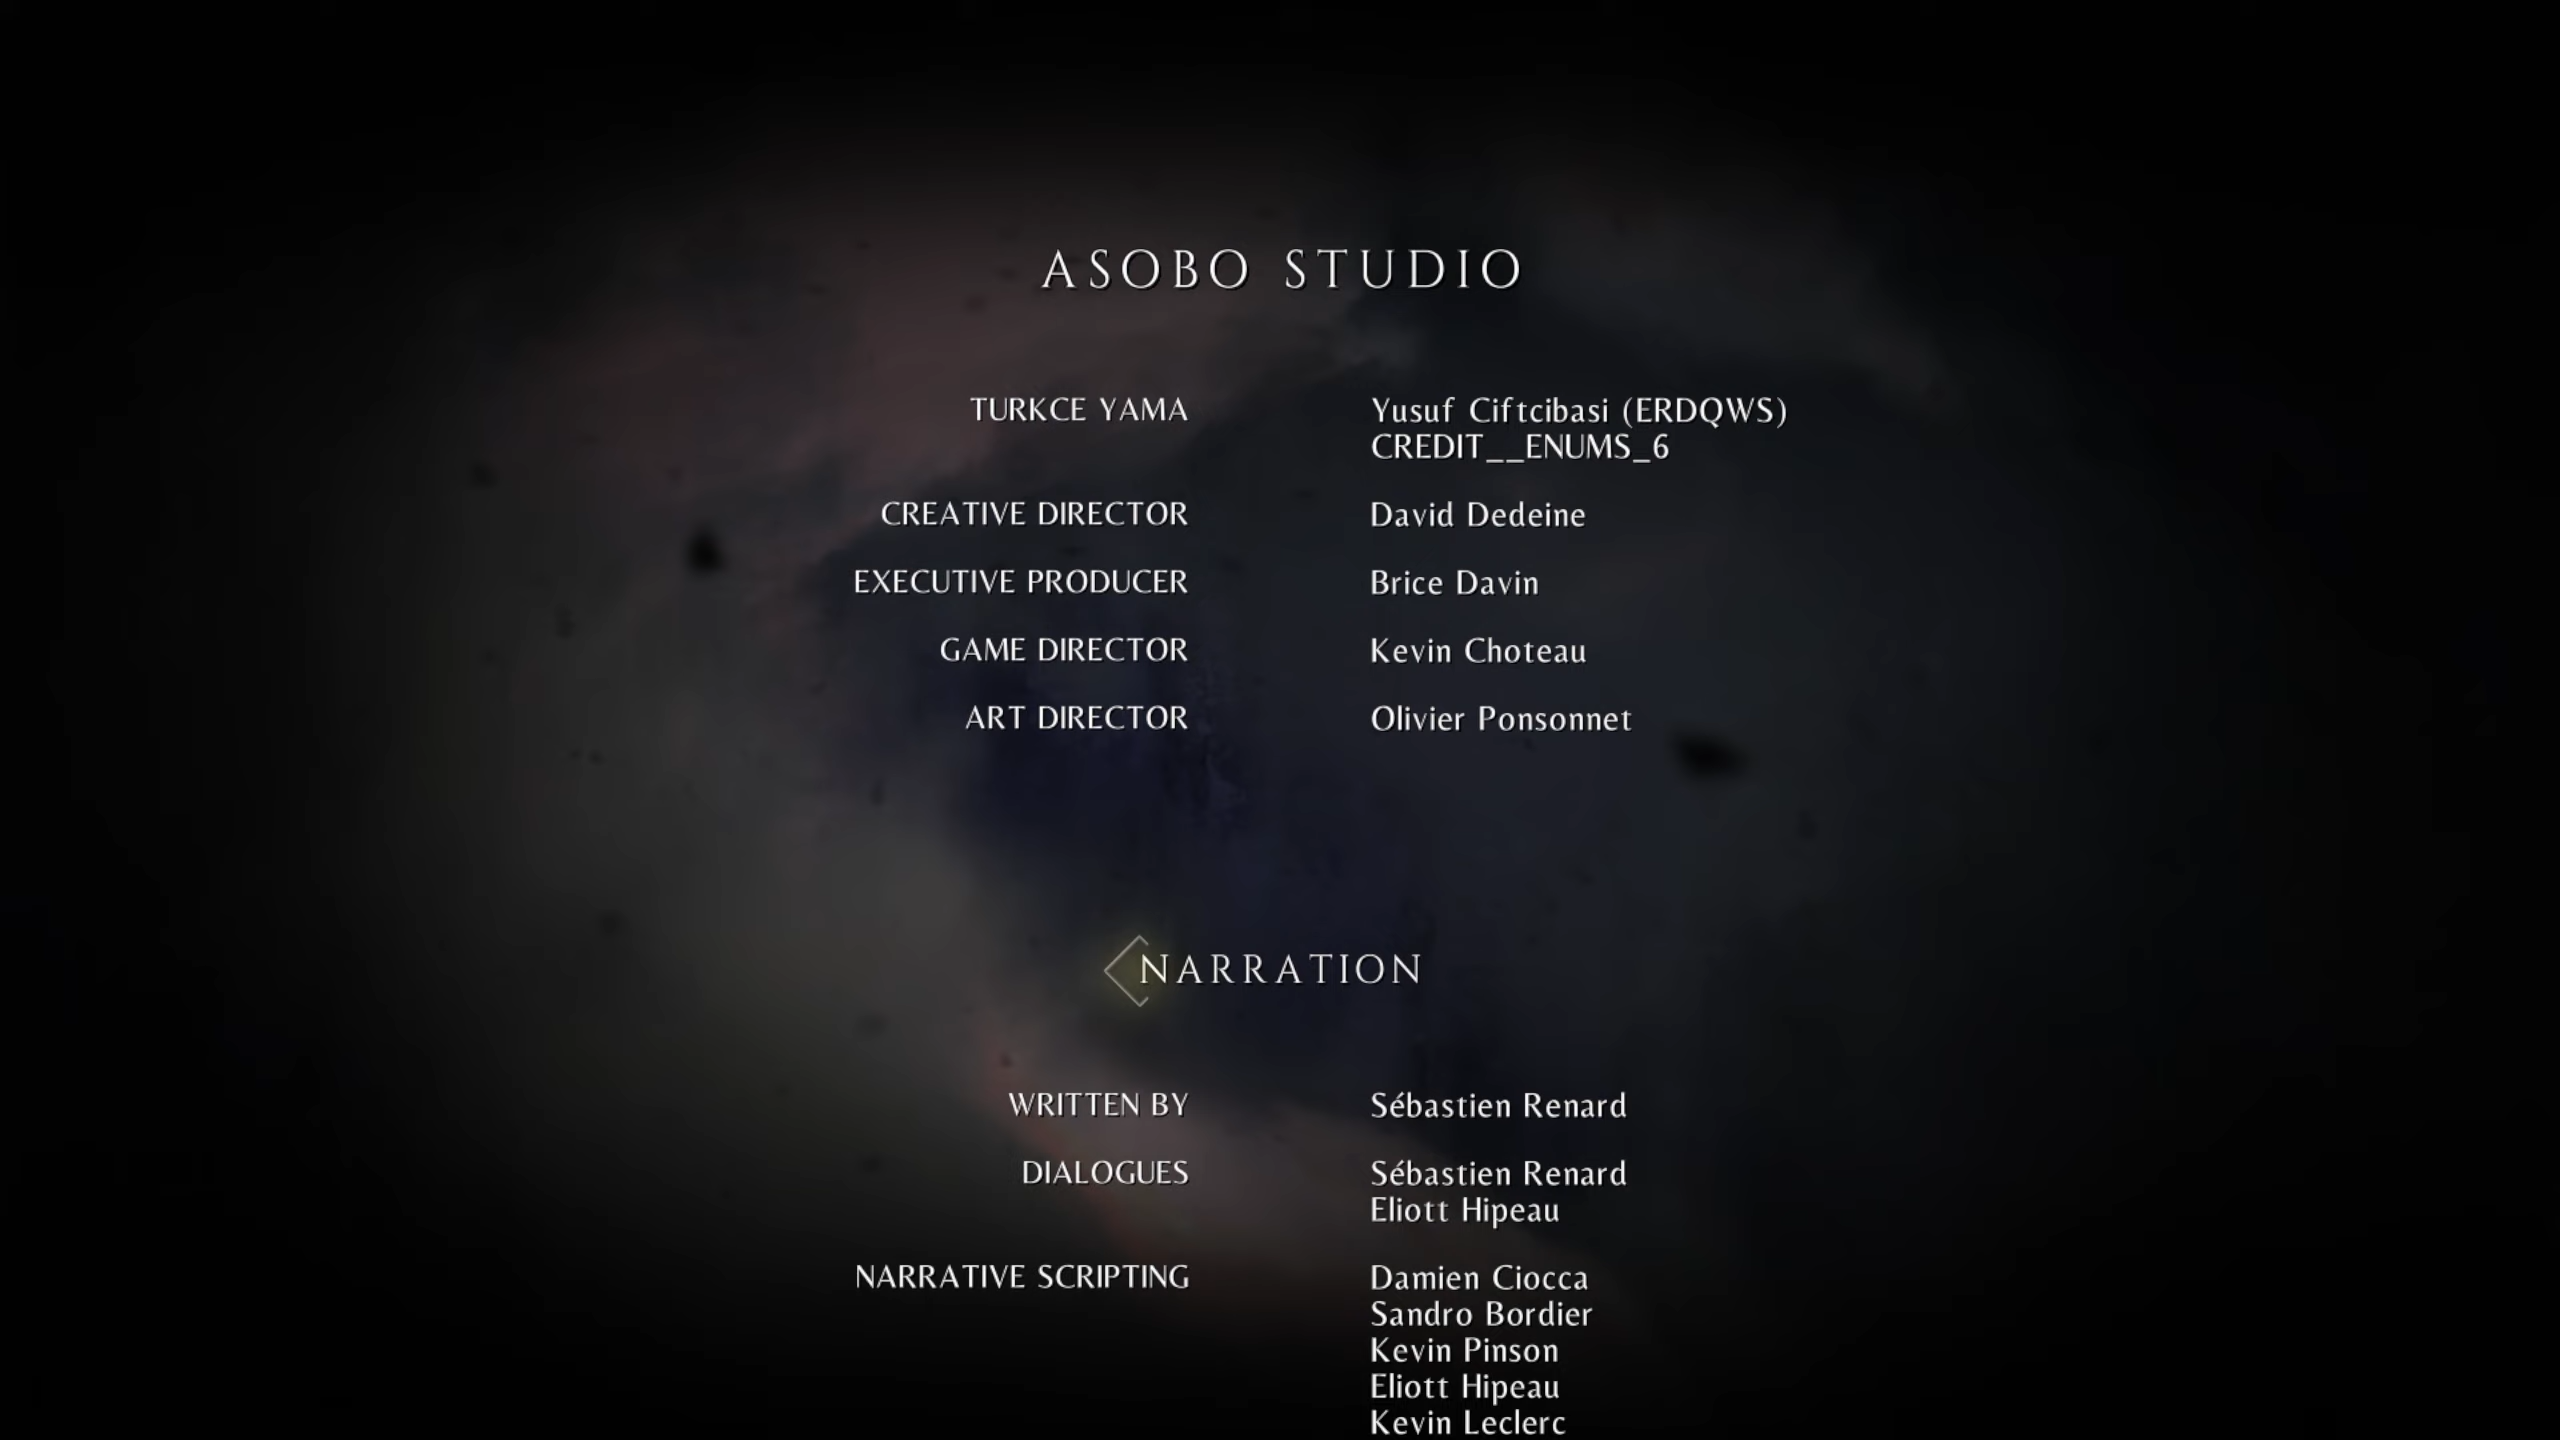 ASOBO STUDIO
TURKCE YAMA Yusuf Ciftcibasi (ERDQWS)
CREDIT__ENUMS_6
CREATIVE DIRECTOR David Dedeine
EXECUTIVE PRODUCER Brice Davin
GAME DIRECTOR Kevin Choteau
ART DIRECTOR Olivier Ponsonnet
NARRATION
WRITTEN BY Sébastien Renard
DIALOGUES Sébastien Renard
Eliott Hipeau
NARRATIVE SCRIPTING Damien Ciocca
Sandro Bordier
Kevin Pinson
Eliott Hipeau
Kevin Leclerc